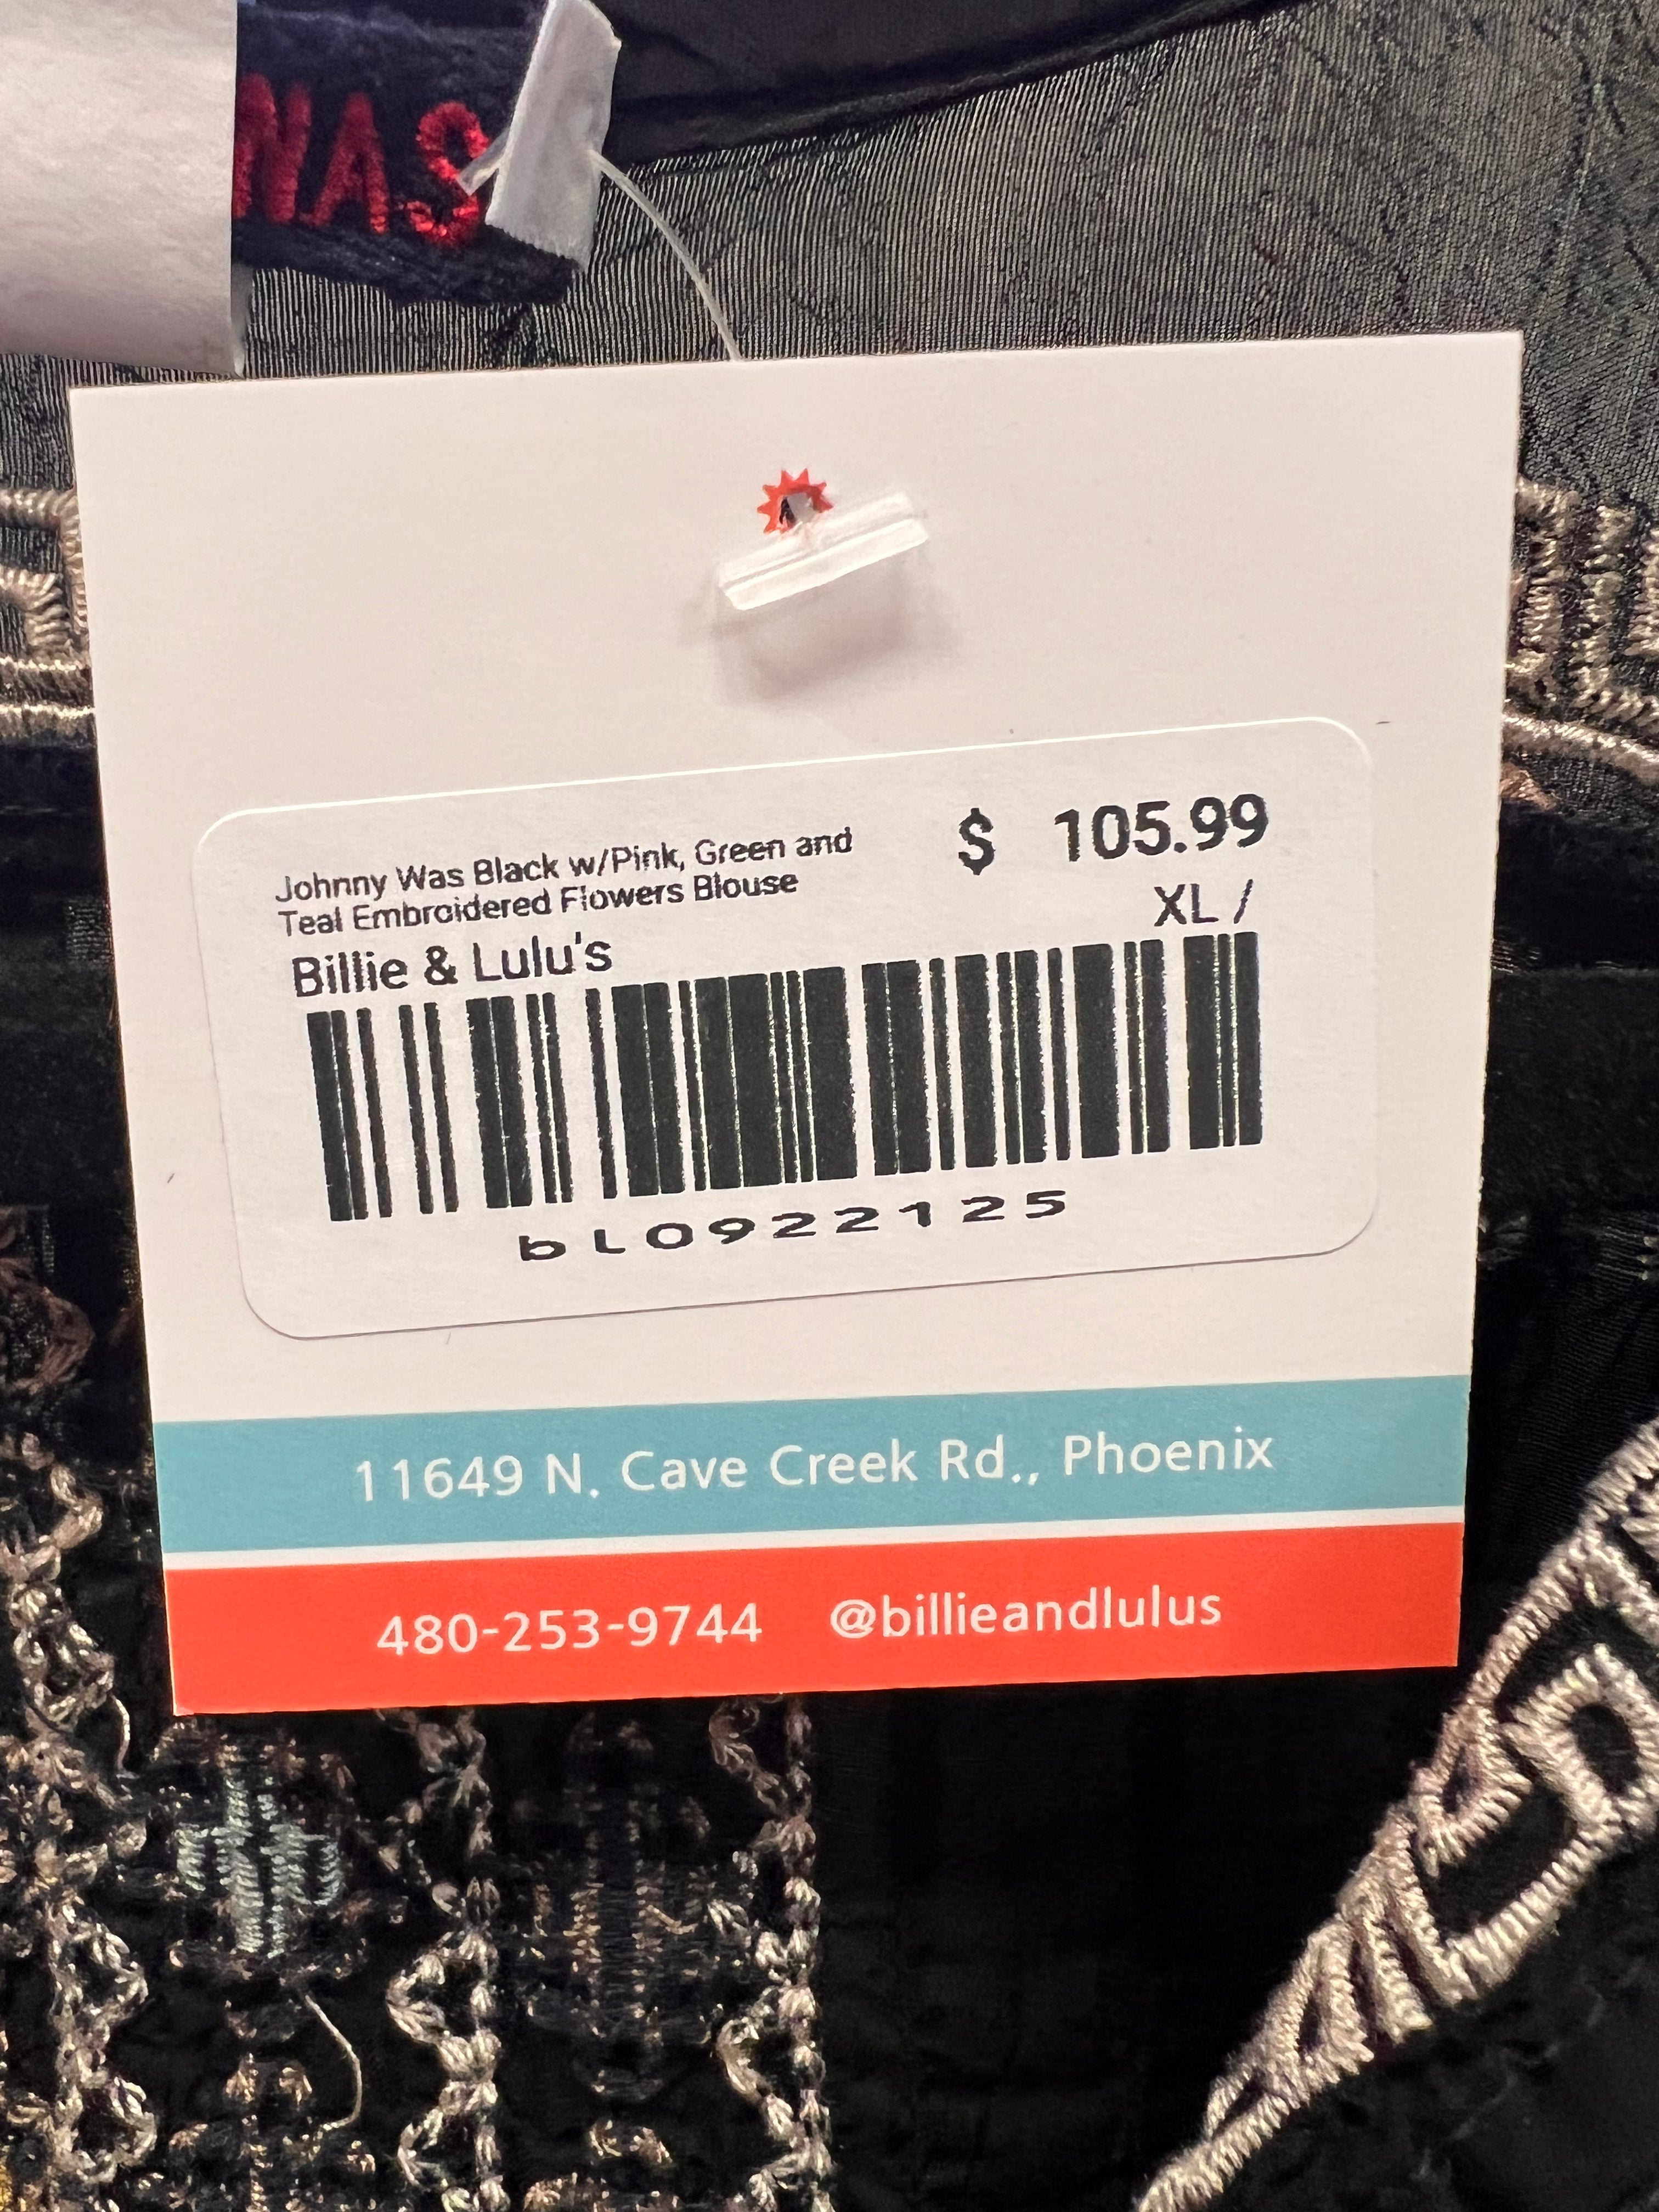 WAS
Johnny Was Black w/Pink, Green and
Teal Embroidered Flowers Blouse
$ 105.99
XL /
Billie & Lulu's
bL0922125
11649 N. Cave Creek Rd., Phoenix
480-253-9744 @billieandlulus